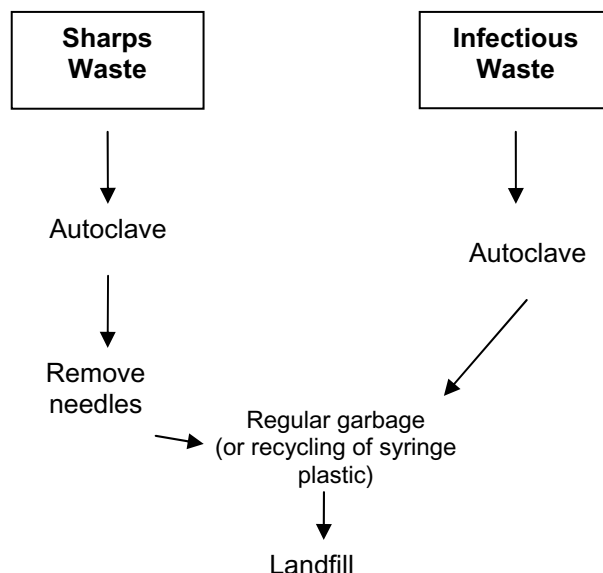 Sharps
Waste
Infectious
Waste
Autoclave
Autoclave
Remove
needles
Regular garbage
(or recycling of syringe
plastic)
Landfill